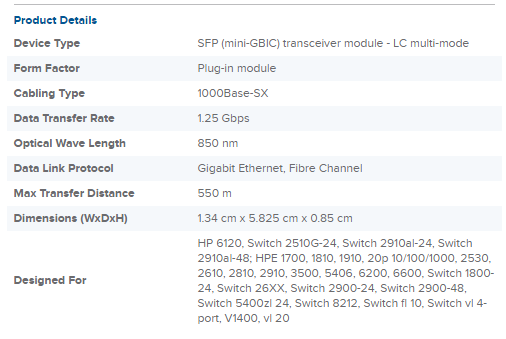 Product Details
Device Type SFP (mini-GBIC) transceiver module - LC multi-mode
Form Factor Plug-in module
Cabling Type 1000Base-SX
Data Transfer Rate 1.25 Gbps
Optical Wave Length 850 nm
Data Link Protocol Gigabit Ethernet, Fibre Channel
Max Transfer Distance 550 m
Dimensions (WxDxH) 1.34 cm x 5.825 cm x 0.85 cm
Designed For
HP 6120, Switch 2510G-24, Switch 2910al-24, Switch
2910al-48; HPE 1700, 1810, 1910, 20p 10/100/1000, 2530,
2610, 2810, 2910, 3500, 5406, 6200, 6600, Switch 1800-
24, Switch 26XX, Switch 2900-24, Switch 2900-48,
Switch 5400zl 24, Switch 8212, Switch fl 10, Switch vl 4-
port, V1400, vl 20